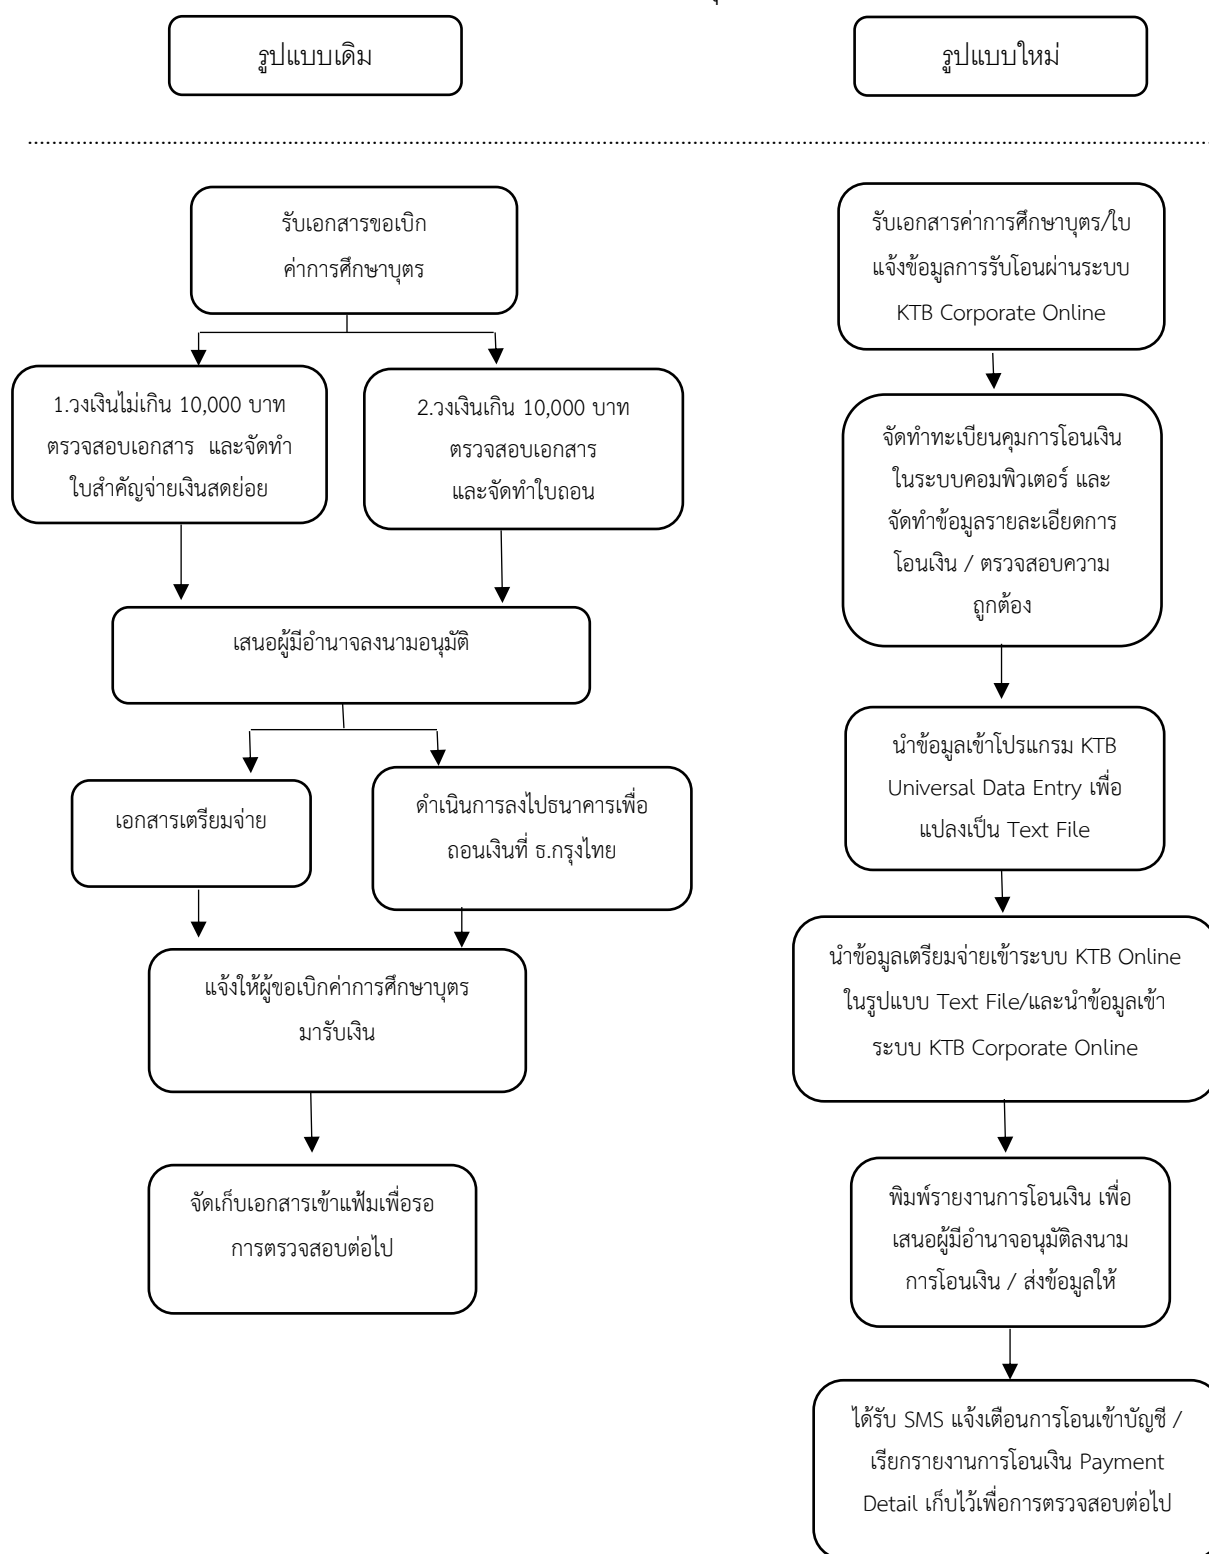 รูปแบบเดิม
รูปแบบใหม่
รับเอกสารขอเบิก
ค่าการศึกษาบุตร
1.วงเงินไม่เกิน 10,000 บาท
ตรวจสอบเอกสาร และจัดทำ
ใบสำคัญจ่ายเงินสดย่อย
2.วงเงินเกิน 10,000 บาท
ตรวจสอบเอกสาร
และจัดทำใบถอน
เสนอผู้มีอำนาจลงนามอนุมัติ
เอกสารเตรียมจ่าย
ดำเนินการลงไปธนาคารเพื่อ
ถอนเงินที่ ธ.กรุงไทย
แจ้งให้ผู้ขอเบิกค่าการศึกษาบุตร
มารับเงิน
จัดเก็บเอกสารเข้าแฟ้มเพื่อรอ
การตรวจสอบต่อไป
รับเอกสารค่าการศึกษาบุตร/ใบ
แจ้งข้อมูลการรับโอนผ่านระบบ
KTB Corporate Online
จัดทำทะเบียนคุมการโอนเงิน
ในระบบคอมพิวเตอร์ และ
จัดทำข้อมูลรายละเอียดการ
โอนเงิน / ตรวจสอบความ
ถูกต้อง
นำข้อมูลเข้าโปรแกรม KTB
Universal Data Entry เพื่อ
แปลงเป็น Text File
นำข้อมูลเตรียมจ่ายเข้าระบบ KTB Online
ในรูปแบบ Text File/และนำข้อมูลเข้า
ระบบ KTB Corporate Online
พิมพ์รายงานการโอนเงิน เพื่อ
เสนอผู้มีอำนาจอนุมัติลงนาม
การโอนเงิน / ส่งข้อมูลให้
ได้รับ SMS แจ้งเตือนการโอนเข้าบัญชี /
เรียกรายงานการโอนเงิน Payment
Detail เก็บไว้เพื่อการตรวจสอบต่อไป